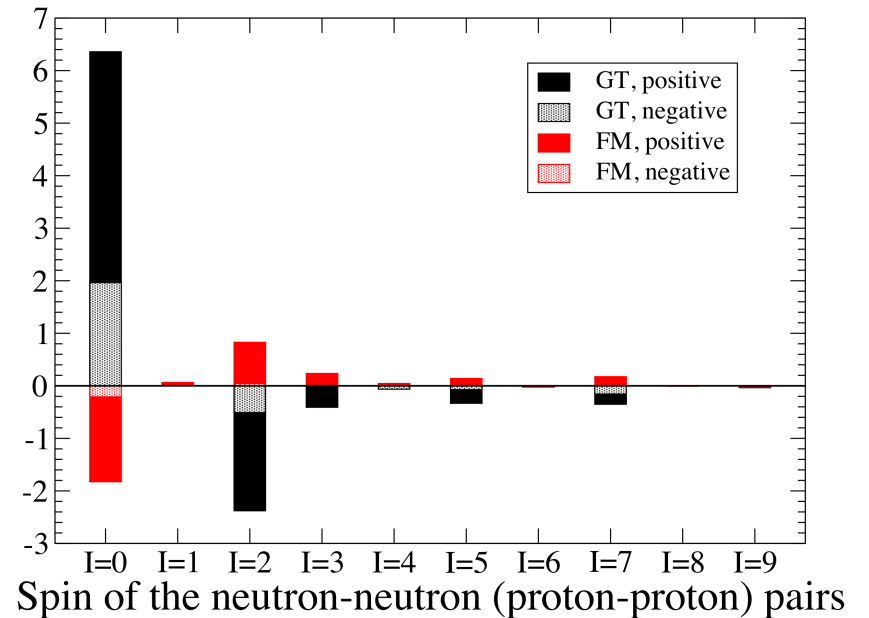 7
6
5
4
3
2
1
0
-1
-2
-3
GT, positive
GT, negative
FM, positive
FM, negative
I=0 I=1 I=2 I=3 I=4 I=5 I=6 I=7 I=8 I=9
Spin of the neutron-neutron (proton-proton) pairs